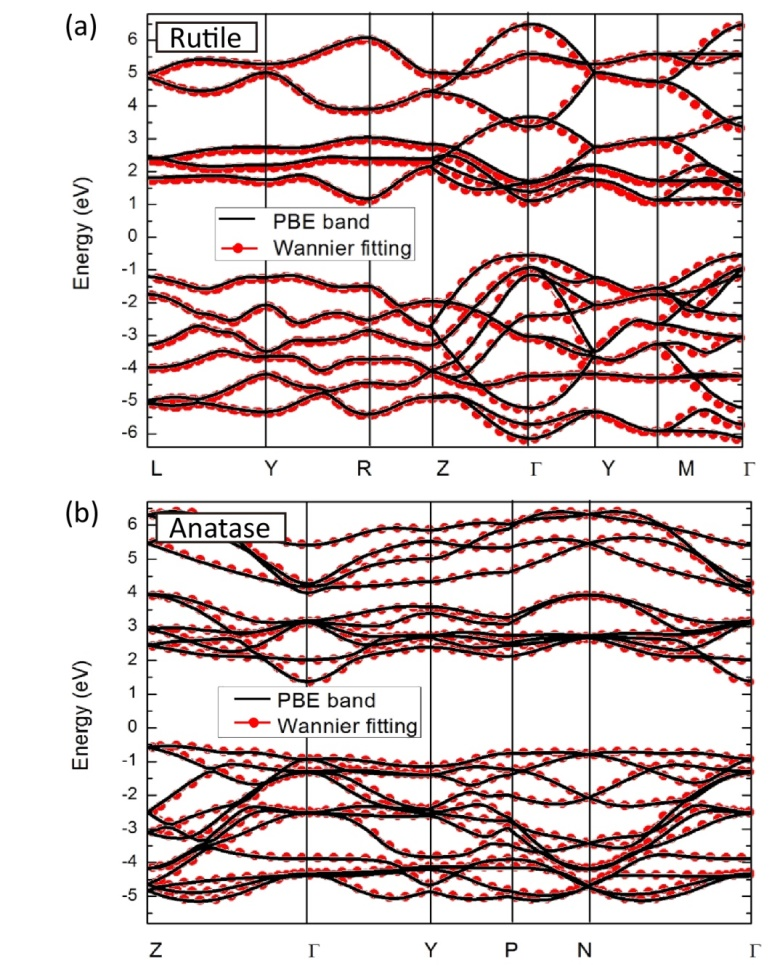 (a)
Rutile
6
5
4
3
2
1
0
-1
-2
-3
-4
-5
-6
Energy (eV)
PBE band
Wannier fitting
L Y R Z Γ Y M Γ
(b)
Anatase
6
5
4
3
2
1
0
-1
-2
-3
-4
-5
Energy (eV)
PBE band
Wannier fitting
Z Γ Y P N Γ